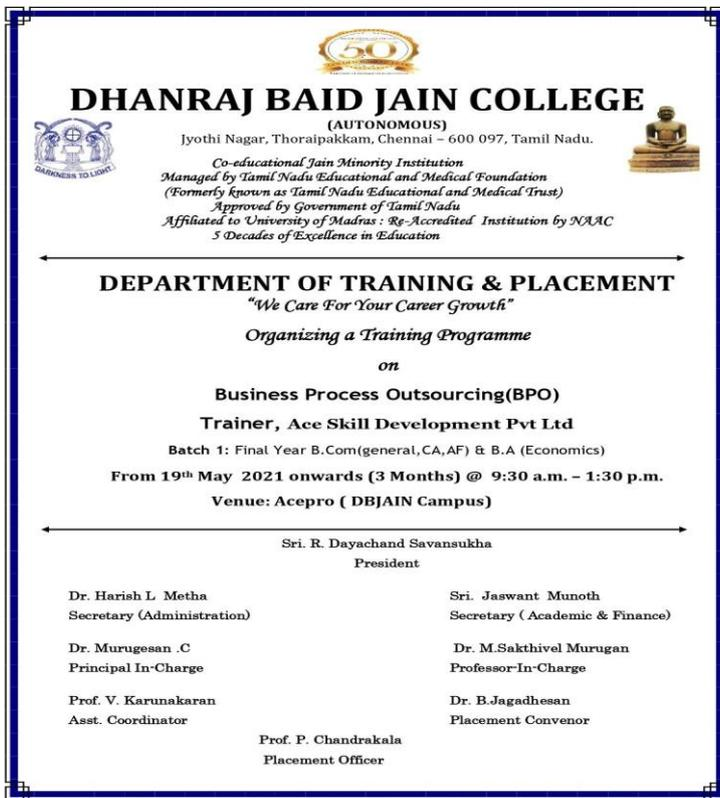 50
DHANRAJ BAID JAIN COLLEGE
(AUTONOMOUS)
Jyothi Nagar, Thoraipakkam, Chennai – 600 097, Tamil Nadu.
DARKNESS TO LIGHT
Co-educational Jain Minority Institution
Managed by Tamil Nadu Educational and Medical Foundation
(Formerly known as Tamil Nadu Educational and Medical Trust)
Approved by Government of Tamil Nadu
Affiliated to University of Madras : Re-Accredited Institution by NAAC
5 Decades of Excellence in Education
DEPARTMENT OF TRAINING & PLACEMENT
“We Care For Your Career Growth”
Organizing a Training Programme
on
Business Process Outsourcing(BPO)
Trainer, Ace Skill Development Pvt Ltd
Batch 1: Final Year B.Com(general,CA,AF) & B.A (Economics)
From 19th May 2021 onwards (3 Months) @ 9:30 a.m. – 1:30 p.m.
Venue: Acepro ( DBJAIN Campus)
Sri. R. Dayachand Savansukha
President
Dr. Harish L Metha
Secretary (Administration)
Sri. Jaswant Munoth
Secretary ( Academic & Finance)
Dr. Murugesan .C
Principal In-Charge
Dr. M.Sakthivel Murugan
Professor-In-Charge
Prof. V. Karunakaran
Asst. Coordinator
Dr. B.Jagadhesan
Placement Convenor
Prof. P. Chandrakala
Placement Officer